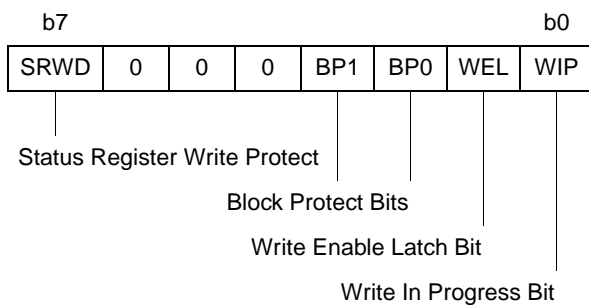 b7 b0
SRWD 0 0 0 BP1 BP0 WEL WIP
Status Register Write Protect
Block Protect Bits
Write Enable Latch Bit
Write In Progress Bit